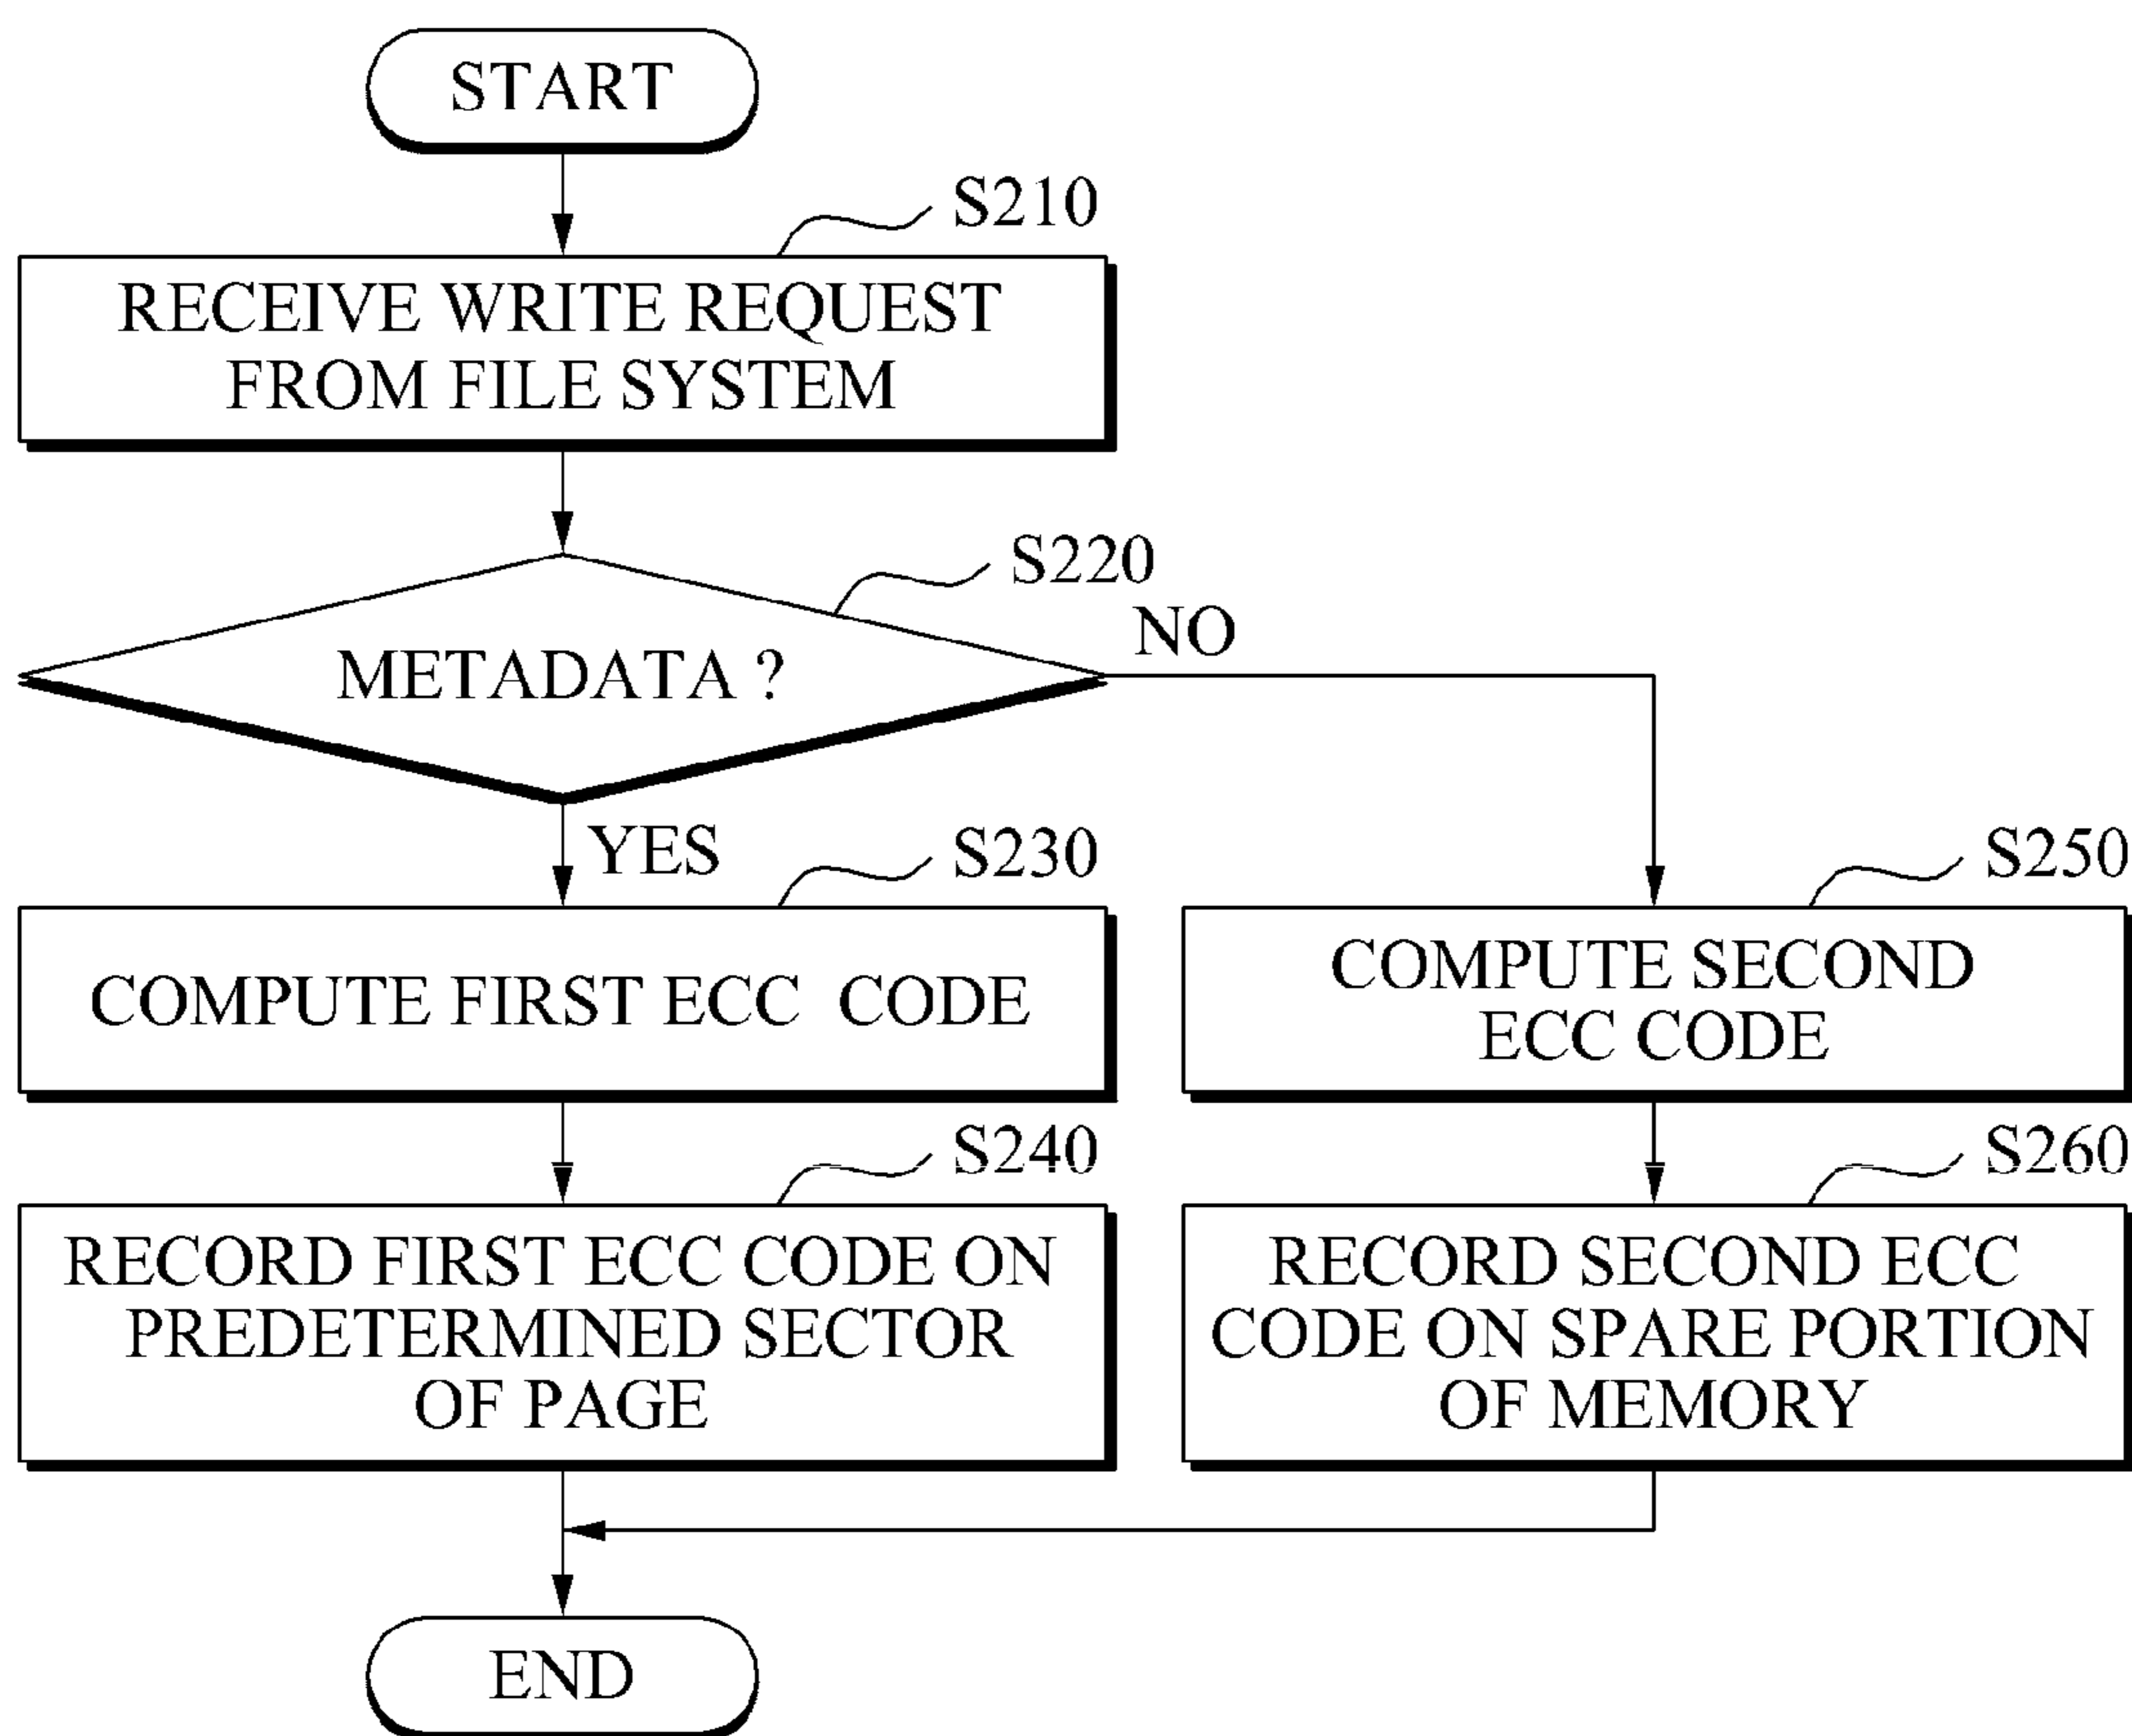 START
S210
RECEIVE WRITE REQUEST
FROM FILE SYSTEM
S220
METADATA ?
NO
YES
S230
COMPUTE FIRST ECC CODE
S250
COMPUTE SECOND
ECC CODE
S240
RECORD FIRST ECC CODE ON
PREDETERMINED SECTOR
OF PAGE
S260
RECORD SECOND ECC
CODE ON SPARE PORTION
OF MEMORY
END